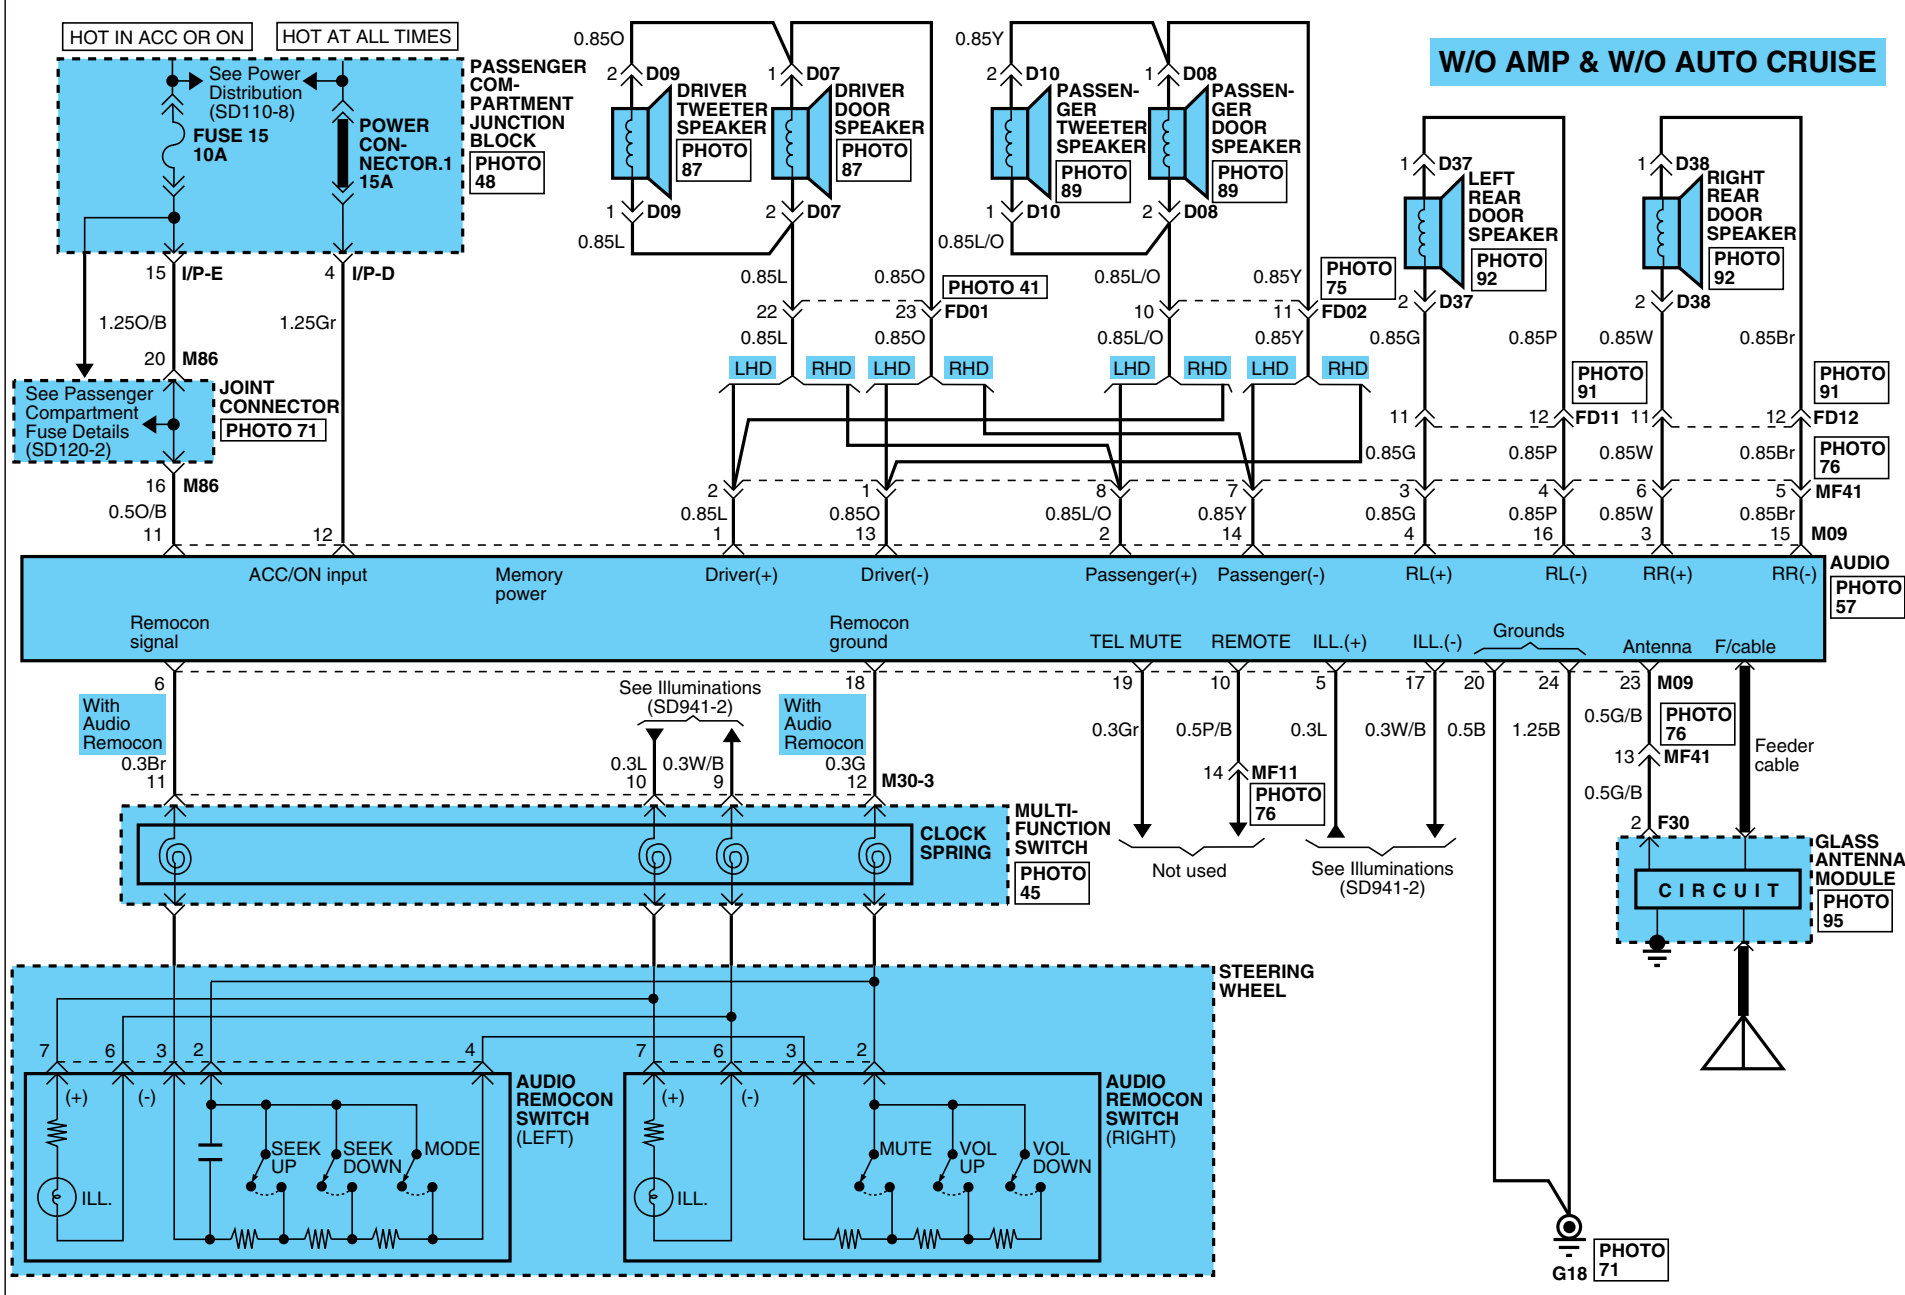 HOT IN ACC OR ON
HOT AT ALL TIMES
W/O AMP & W/O AUTO CRUISE
See Power
Distribution
(SD110-8)
FUSE 15
10A
POWER
CON-
NECTOR.1
15A
PASSENGER
COM-
PARTMENT
JUNCTION
BLOCK
PHOTO
48
0.85O
2 D09
DRIVER
TWEETER
SPEAKER
PHOTO
87
1 D09
0.85L
1 D07
DRIVER
DOOR
SPEAKER
PHOTO
87
2 D07
0.85Y
2 D10
PASSEN-
GER
TWEETER
SPEAKER
PHOTO
89
1 D10
0.85L/O
1 D08
PASSEN-
GER
DOOR
SPEAKER
PHOTO
89
2 D08
1 D37
LEFT
REAR
DOOR
SPEAKER
PHOTO
92
2 D37
1 D38
RIGHT
REAR
DOOR
SPEAKER
PHOTO
92
2 D38
15 I/P-E
4 I/P-D
0.85L 0.85O
PHOTO 41
22 23 FD01
0.85L 0.85O
0.85L/O 0.85Y
PHOTO
75
10 11 FD02
0.85L/O 0.85Y
1.25O/B
1.25Gr
0.85G 0.85P 0.85W 0.85Br
20 M86
LHD RHD LHD RHD LHD RHD LHD RHD
See Passenger
Compartment
Fuse Details
(SD120-2)
JOINT
CONNECTOR
PHOTO 71
PHOTO
91
PHOTO
91
11 12 FD11 11 12 FD12
0.85G 0.85P 0.85W 0.85Br
PHOTO
76
16 M86
2 1 8 7 3 4 6 5 MF41
0.5O/B 0.85L 0.85O 0.85L/O 0.85Y 0.85G 0.85P 0.85W 0.85Br
11 12 1 13 2 14 4 16 3 15 M09
AUDIO
PHOTO
57
ACC/ON input
Memory
power
Driver(+) Driver(-) Passenger(+) Passenger(-) RL(+) RL(-) RR(+) RR(-)
Remocon
signal
Remocon
ground
TEL MUTE REMOTE ILL.(+) ILL.(-) Grounds Antenna F/cable
6 18 19 10 5 17 20 24 23 M09
With
Audio
Remocon
0.3Br
11
See Illuminations
(SD941-2)
0.3L 0.3W/B
10 9
With
Audio
Remocon
0.3G
12 M30-3
0.3Gr 0.5P/B 0.3L 0.3W/B 0.5B 1.25B 0.5G/B
PHOTO
76
Feeder
cable
13 MF41
0.5G/B
2 F30
14 MF11
PHOTO
76
Not used
See Illuminations
(SD941-2)
CLOCK
SPRING
MULTI-
FUNCTION
SWITCH
PHOTO
45
GLASS
ANTENNA
MODULE
PHOTO
95
CIRCUIT
STEERING
WHEEL
7 6 3 2 4 7 6 3 2
(+) (-)
SEEK
UP
SEEK
DOWN
MODE
ILL.
AUDIO
REMOCON
SWITCH
(LEFT)
(+) (-)
MUTE
VOL
UP
VOL
DOWN
ILL.
AUDIO
REMOCON
SWITCH
(RIGHT)
G18
PHOTO
71